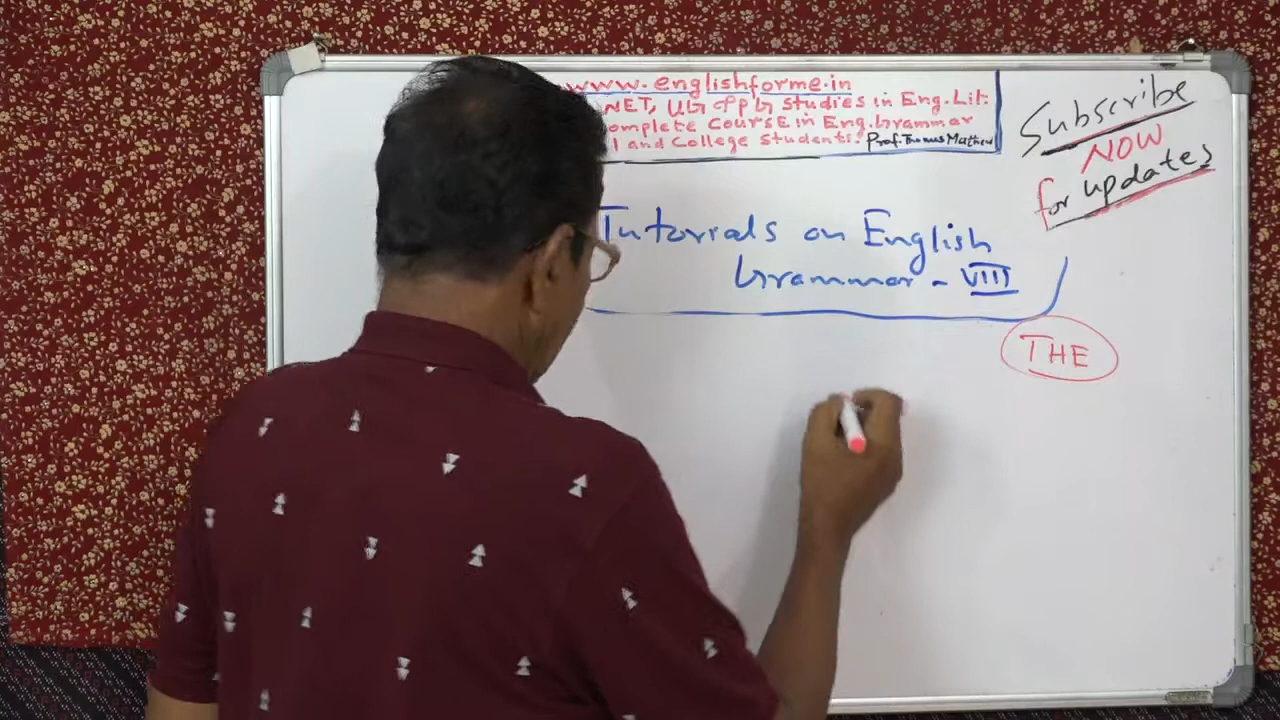 www.englishforme.in
NET, UG & PG studies in Eng.Lit:
omplete Course in Eng.Grammar
l and College students. Prof.Thomas Mathew
Subscribe
NOW
for updates
Tutorials on English
Grammar - VIII
THE